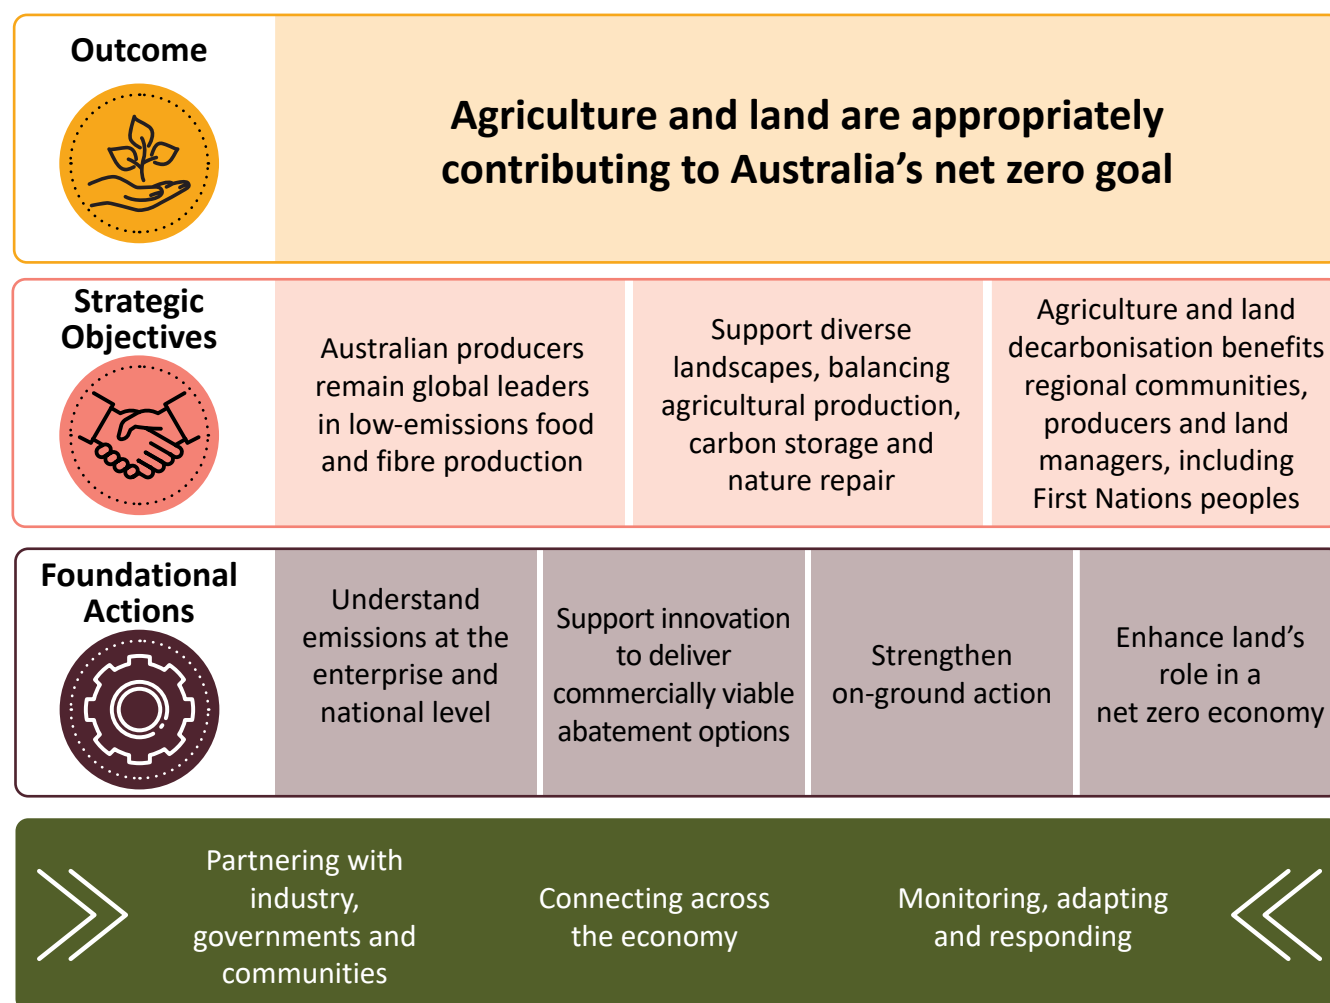 Outcome
Agriculture and land are appropriately
contributing to Australia’s net zero goal
Strategic
Objectives
Australian producers
remain global leaders
in low-emissions food
and fibre production
Support diverse
landscapes, balancing
agricultural production,
carbon storage and
nature repair
Agriculture and land
decarbonisation benefits
regional communities,
producers and land
managers, including
First Nations peoples
Foundational
Actions
Understand
emissions at the
enterprise and
national level
Support innovation
to deliver
commercially viable
abatement options
Strengthen
on-ground action
Enhance land’s
role in a
net zero economy
Partnering with
industry,
governments and
communities
Connecting across
the economy
Monitoring, adapting
and responding